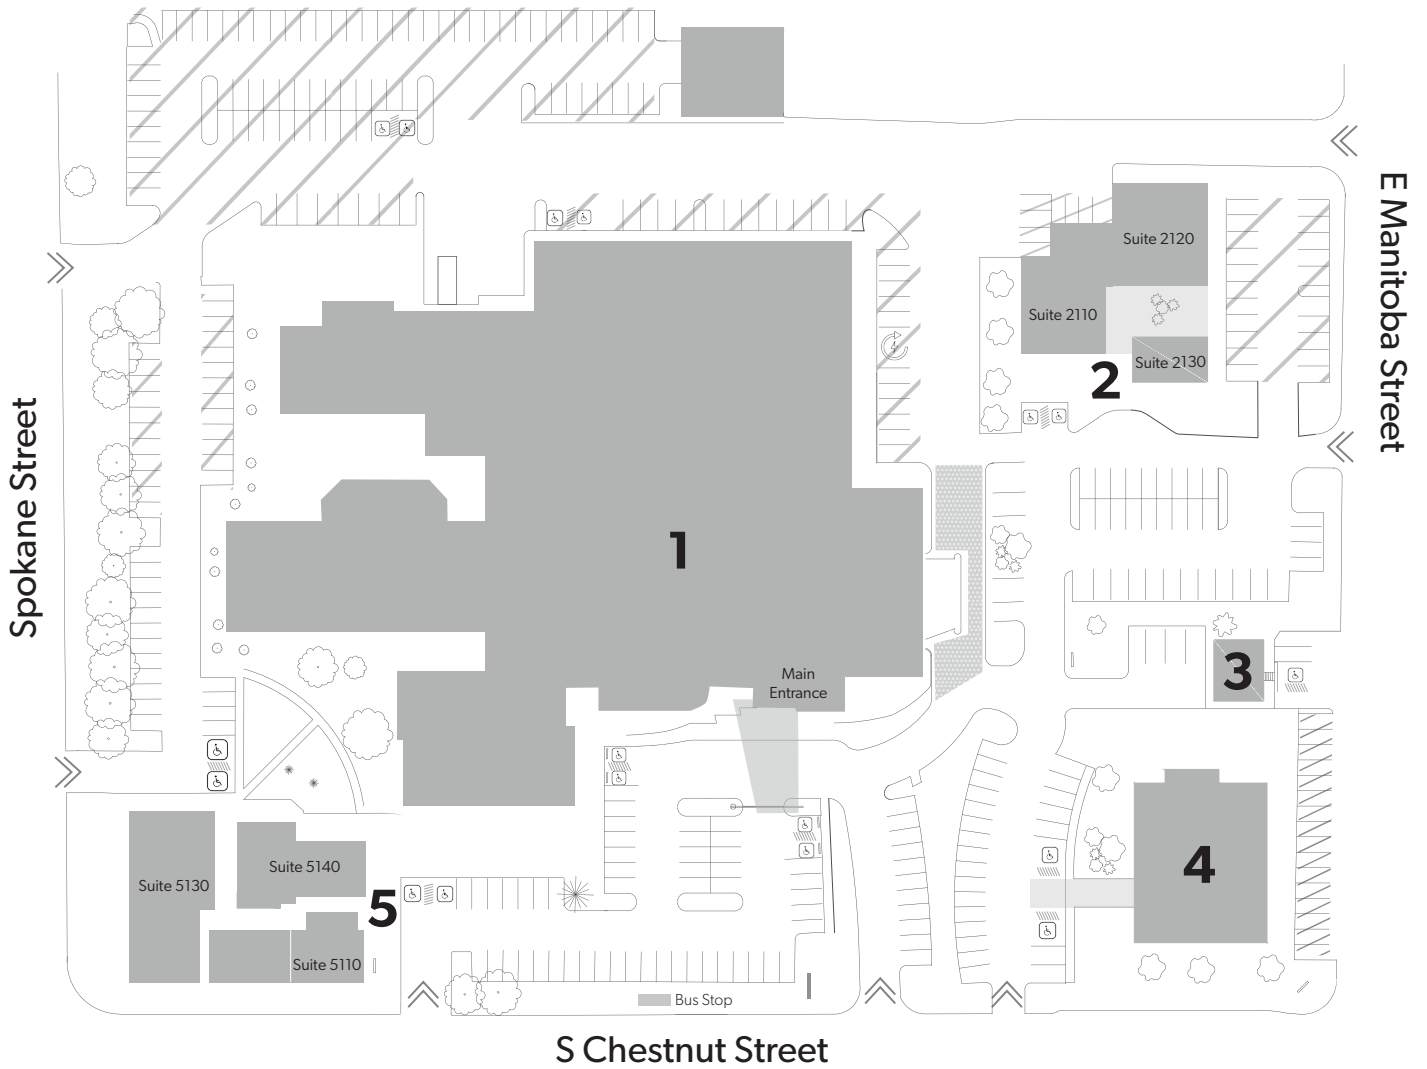 E Manitoba Street
Suite 2120
Suite 2110
Suite 2130
2
Spokane Street
1
Main
Entrance
3
4
Suite 5140
Suite 5130
5
Suite 5110
Bus Stop
S Chestnut Street